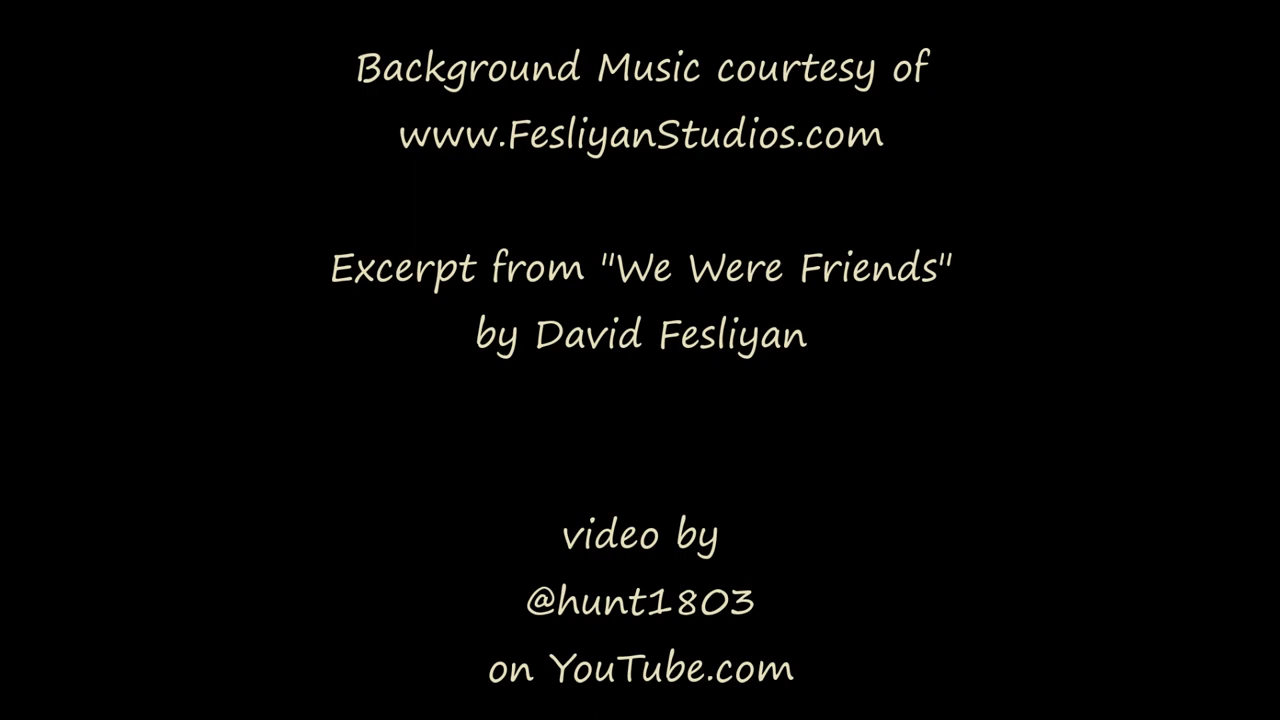 Background Music courtesy of
www.FesliyanStudios.com
Excerpt from "We Were Friends"
by David Fesliyan
video by
@hunt1803
on YouTube.com